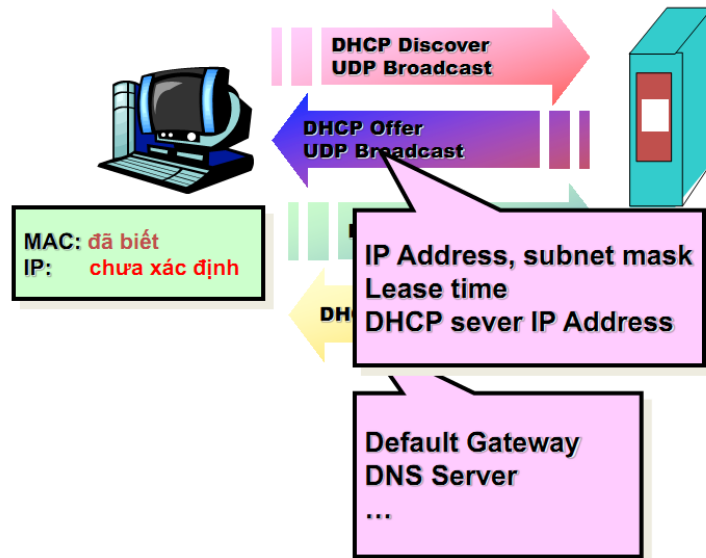 DHCP Discover
UDP Broadcast
DHCP Offer
UDP Broadcast
MAC: đã biết
IP: chưa xác định
IP Address, subnet mask
Lease time
DHCP sever IP Address
Default Gateway
DNS Server
…